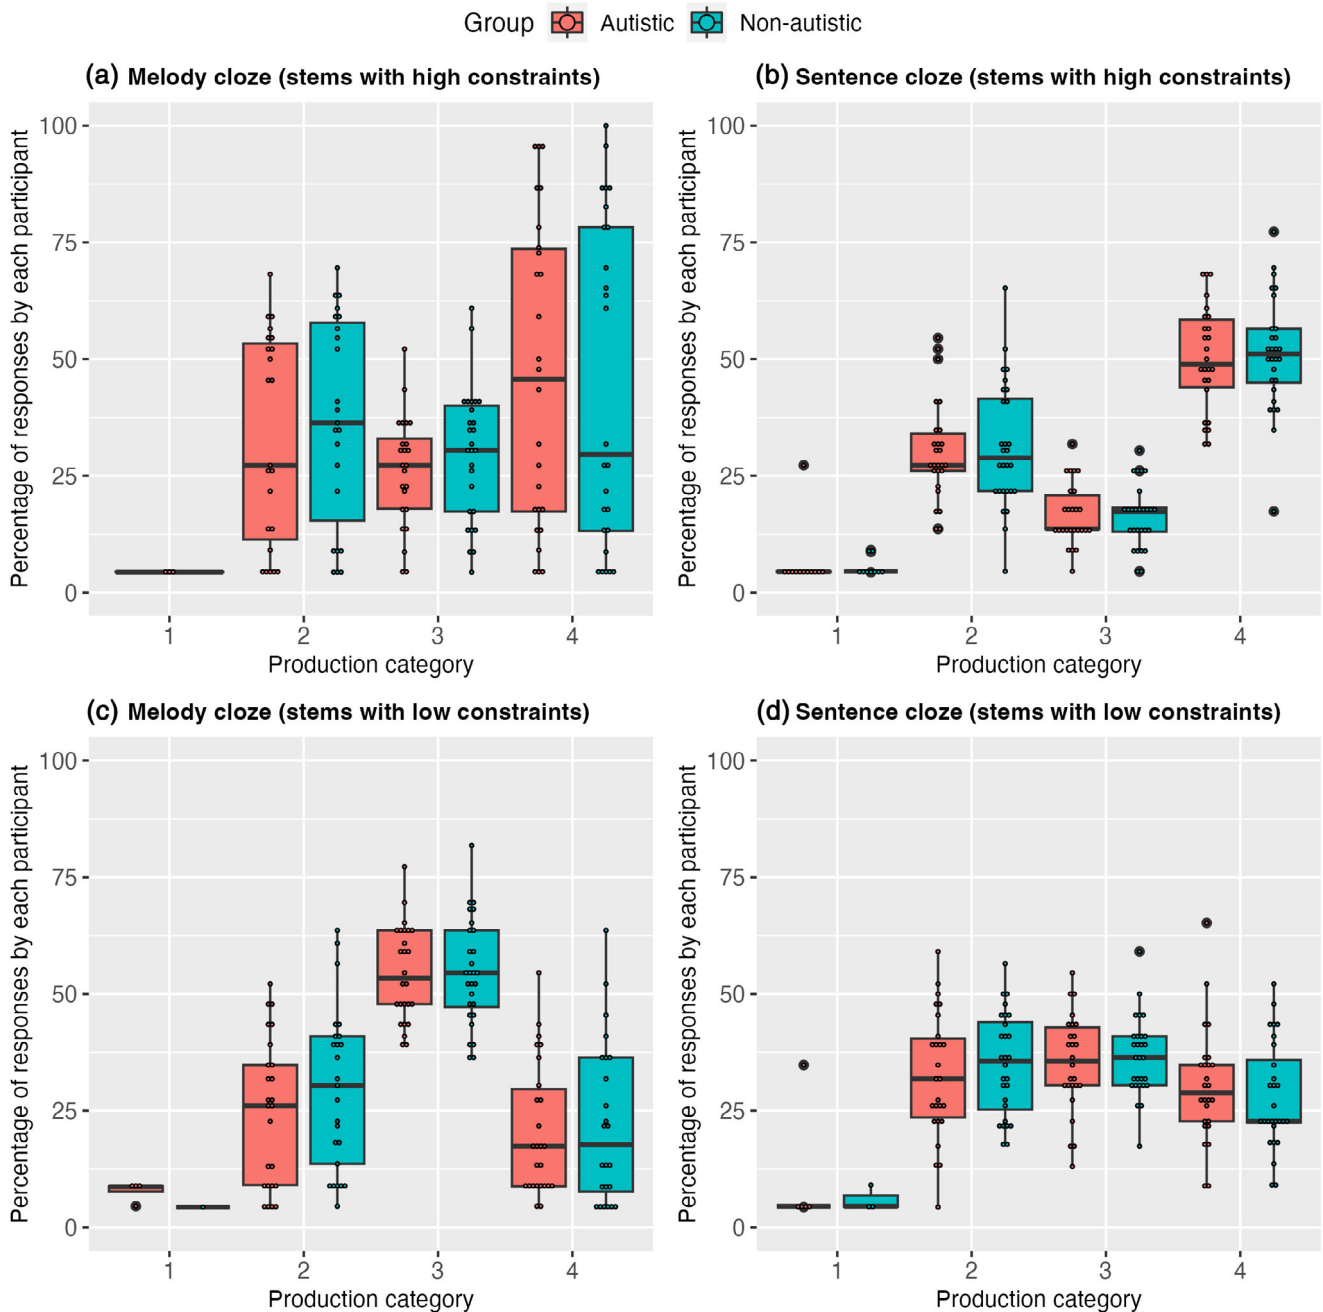 Group Autistic Non-autistic
(a) Melody cloze (stems with high constraints)
Percentage of responses by each participant
100
75
50
25
0
1 2 3 4
Production category
(b) Sentence cloze (stems with high constraints)
Percentage of responses by each participant
100
75
50
25
0
1 2 3 4
Production category
(c) Melody cloze (stems with low constraints)
Percentage of responses by each participant
100
75
50
25
0
1 2 3 4
Production category
(d) Sentence cloze (stems with low constraints)
Percentage of responses by each participant
100
75
50
25
0
1 2 3 4
Production category